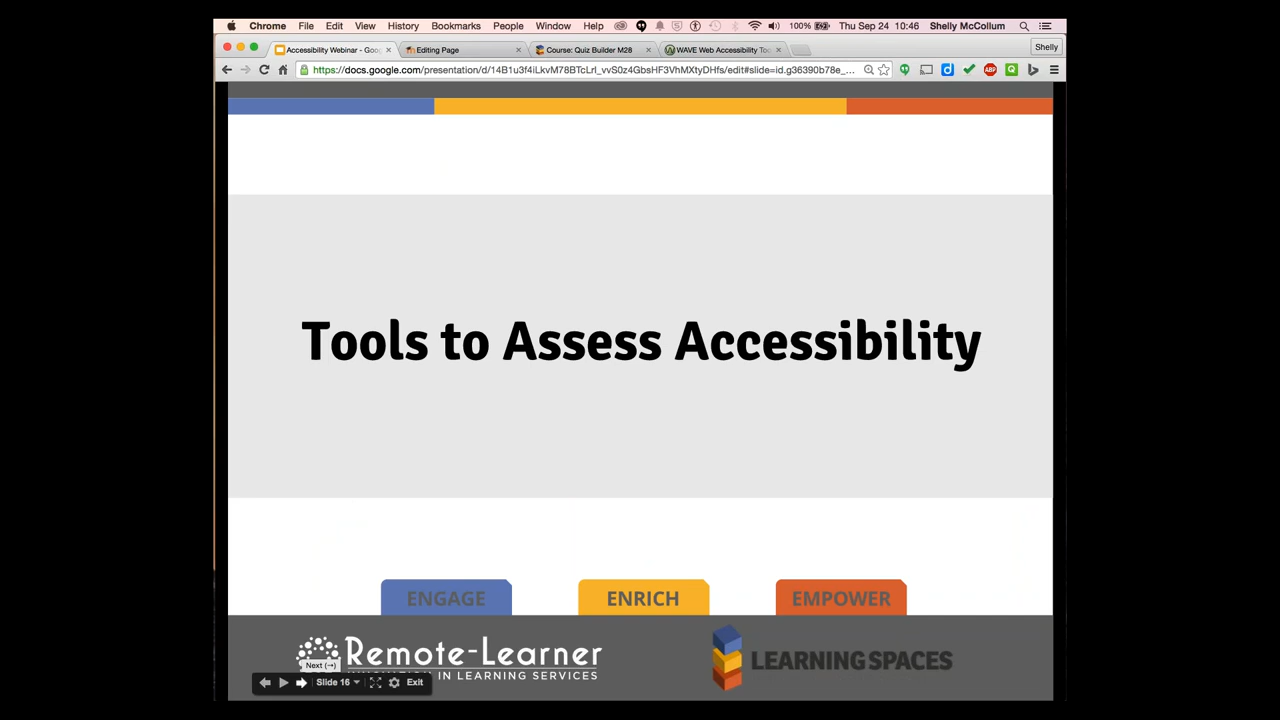 Chrome File Edit View History Bookmarks People Window Help 100% Thu Sep 24 10:46 Shelly McCollum
Accessibility Webinar - Goo
Editing Page
Course: Quiz Builder M28
WAVE Web Accessibility Too
Shelly
Tools to Assess Accessibility
ENGAGE ENRICH EMPOWER
Remote-Learner
IN LEARNING SERVICES
LEARNING SPACES
Next (→)
Slide 16 Exit